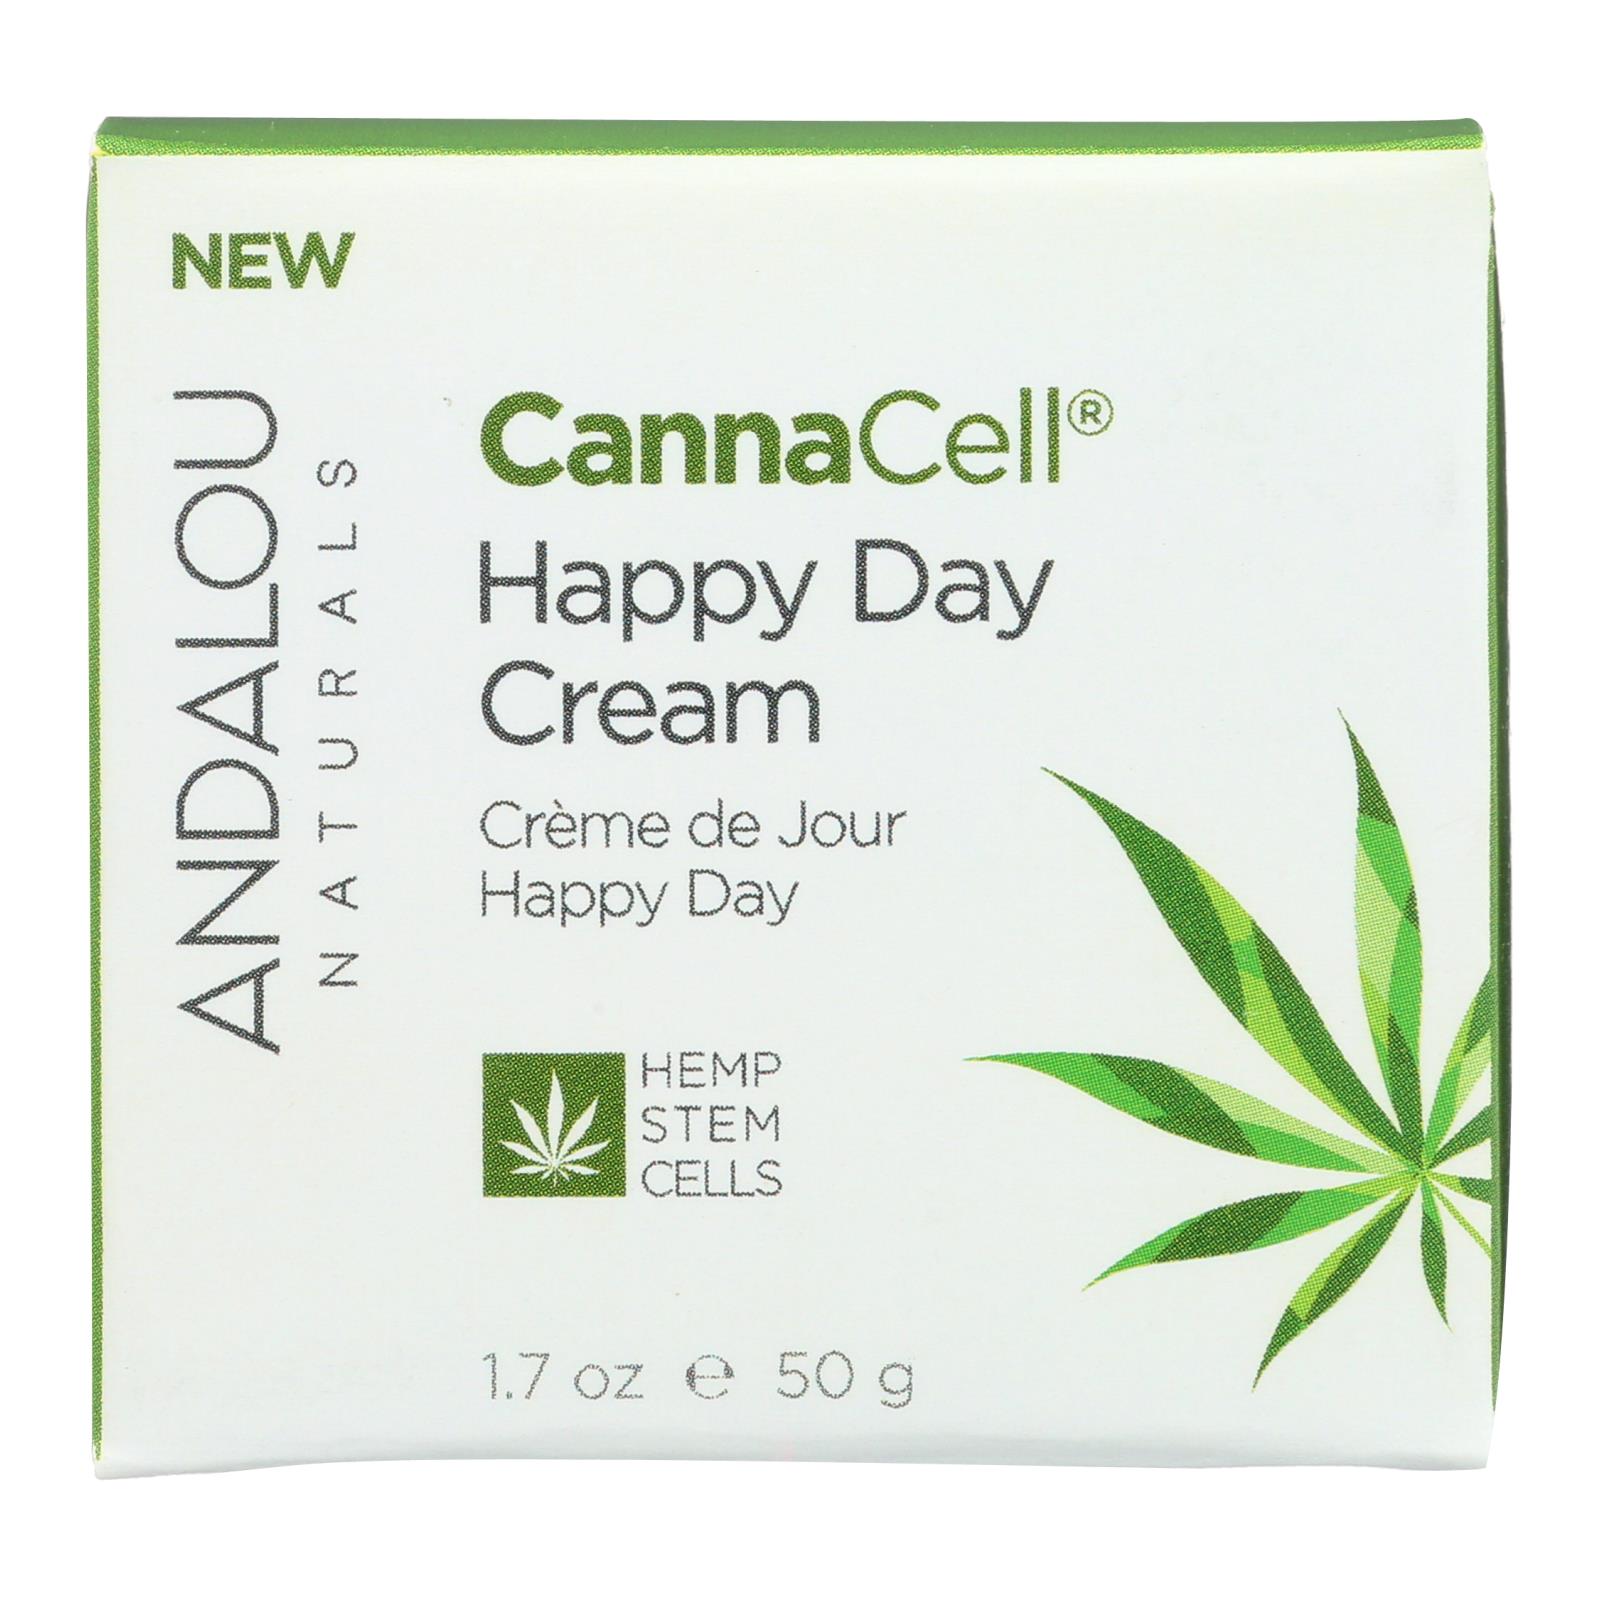 NEW
ANDALOU
NATURALS
CannaCell®
Happy Day
Cream
Crème de Jour
Happy Day
HEMP
STEM
CELLS
1.7 oz ℮ 50 g